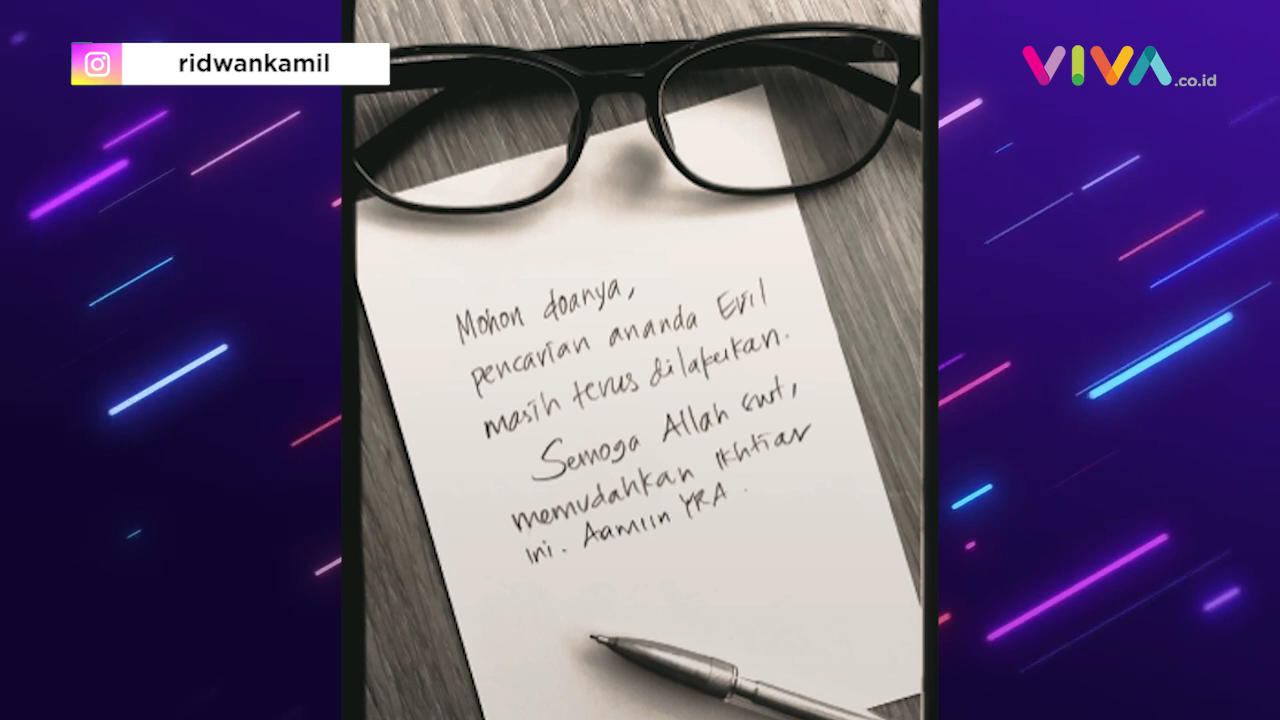 ridwankamil
VIVA.co.id
Mohon doanya,
pencarian ananda Eril
masih terus dilakukan.
Semoga Allah swt,
memudahkan ikhtiar
ini. Aamiin YRA.